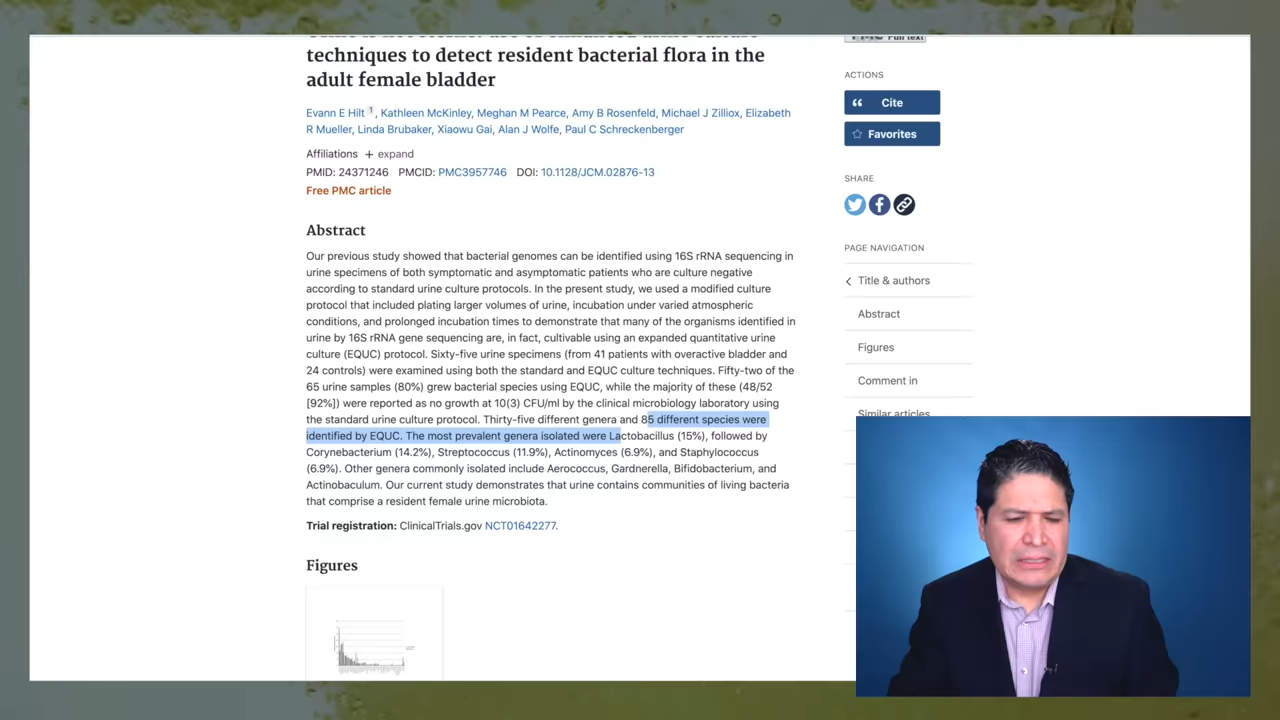 techniques to detect resident bacterial flora in the
adult female bladder
Evann E Hilt 1, Kathleen McKinley, Meghan M Pearce, Amy B Rosenfeld, Michael J Zilliox, Elizabeth
R Mueller, Linda Brubaker, Xiaowu Gai, Alan J Wolfe, Paul C Schreckenberger
Affiliations + expand
PMID: 24371246 PMCID: PMC3957746 DOI: 10.1128/JCM.02876-13
Free PMC article
Abstract
Our previous study showed that bacterial genomes can be identified using 16S rRNA sequencing in
urine specimens of both symptomatic and asymptomatic patients who are culture negative
according to standard urine culture protocols. In the present study, we used a modified culture
protocol that included plating larger volumes of urine, incubation under varied atmospheric
conditions, and prolonged incubation times to demonstrate that many of the organisms identified in
urine by 16S rRNA gene sequencing are, in fact, cultivable using an expanded quantitative urine
culture (EQUC) protocol. Sixty-five urine specimens (from 41 patients with overactive bladder and
24 controls) were examined using both the standard and EQUC culture techniques. Fifty-two of the
65 urine samples (80%) grew bacterial species using EQUC, while the majority of these (48/52
[92%]) were reported as no growth at 10(3) CFU/ml by the clinical microbiology laboratory using
the standard urine culture protocol. Thirty-five different genera and 85 different species were
identified by EQUC. The most prevalent genera isolated were Lactobacillus (15%), followed by
Corynebacterium (14.2%), Streptococcus (11.9%), Actinomyces (6.9%), and Staphylococcus
(6.9%). Other genera commonly isolated include Aerococcus, Gardnerella, Bifidobacterium, and
Actinobaculum. Our current study demonstrates that urine contains communities of living bacteria
that comprise a resident female urine microbiota.
Trial registration: ClinicalTrials.gov NCT01642277.
Figures
Full text
ACTIONS
Cite
Favorites
SHARE
PAGE NAVIGATION
Title & authors
Abstract
Figures
Comment in
Similar articles